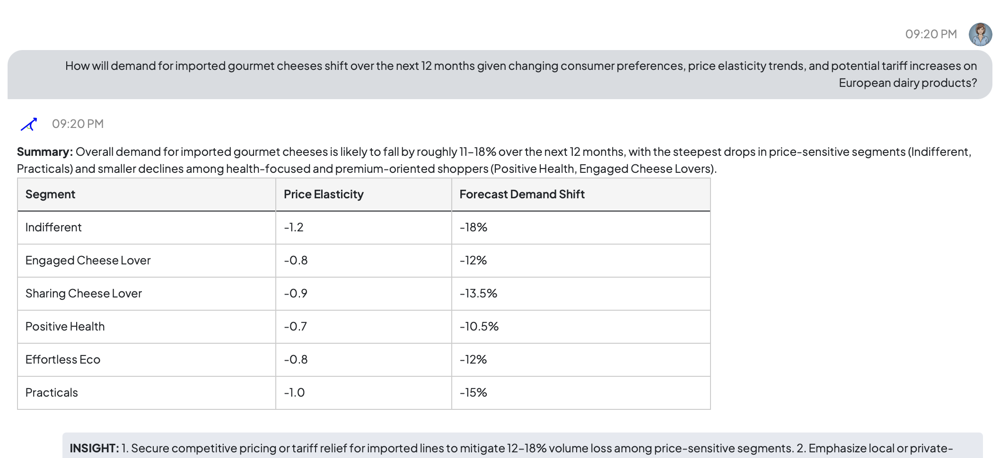 09:20 PM
How will demand for imported gourmet cheeses shift over the next 12 months given changing consumer preferences, price elasticity trends, and potential tariff increases on
European dairy products?
09:20 PM
Summary: Overall demand for imported gourmet cheeses is likely to fall by roughly 11–18% over the next 12 months, with the steepest drops in price-sensitive segments (Indifferent,
Practicals) and smaller declines among health-focused and premium-oriented shoppers (Positive Health, Engaged Cheese Lovers).
Segment Price Elasticity Forecast Demand Shift
Indifferent -1.2 -18%
Engaged Cheese Lover -0.8 -12%
Sharing Cheese Lover -0.9 -13.5%
Positive Health -0.7 -10.5%
Effortless Eco -0.8 -12%
Practicals -1.0 -15%
INSIGHT: 1. Secure competitive pricing or tariff relief for imported lines to mitigate 12–18% volume loss among price-sensitive segments. 2. Emphasize local or private-